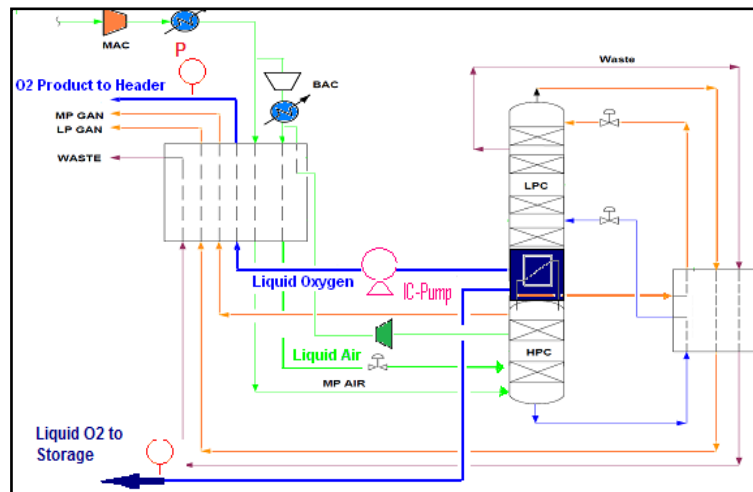 MAC
P
BAC
O2 Product to Header
MP GAN
LP GAN
WASTE
Waste
LPC
Liquid Oxygen
IC-Pump
Liquid Air
HPC
MP AIR
Liquid O2 to
Storage